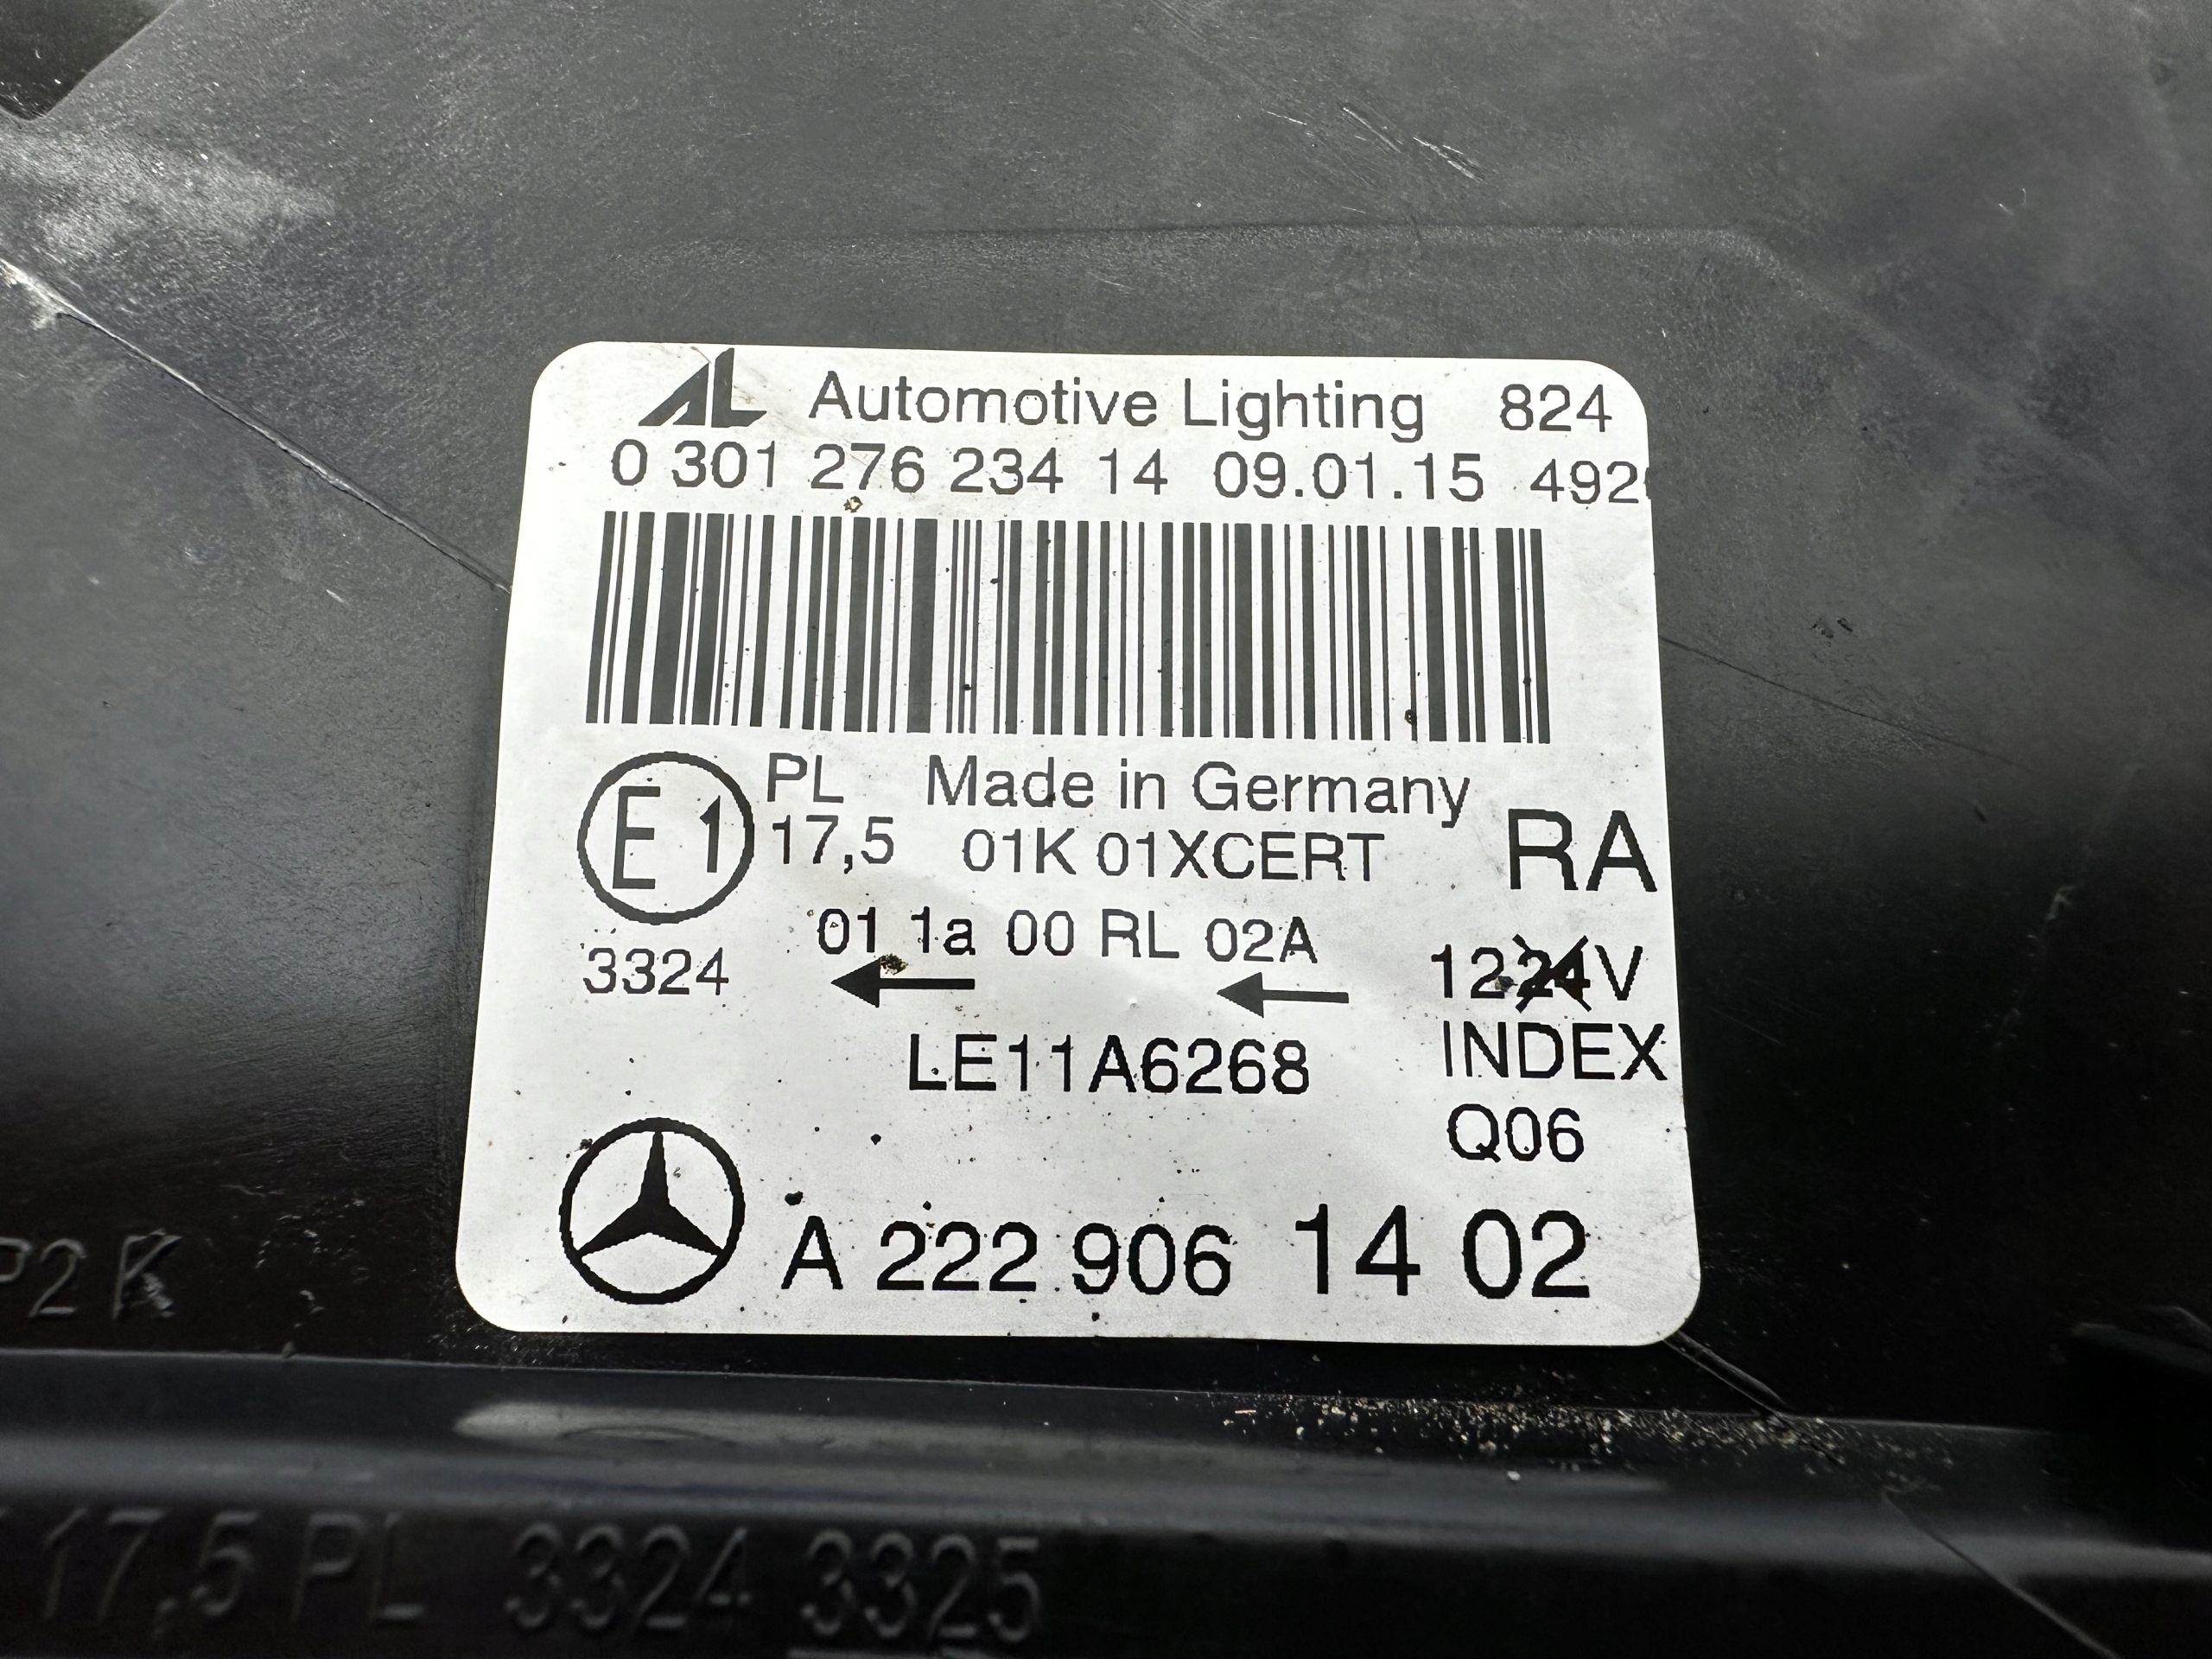 AL Automotive Lighting 824
0 301 276 234 14 09.01.15 492
PL Made in Germany
E1 17,5 01K 01XCERT RA
01 1a 00 RL 02A
3324 1224V
LE11A6268 INDEX
Q06
A 222 906 14 02
P2 K
17,5 PL 3324 3325